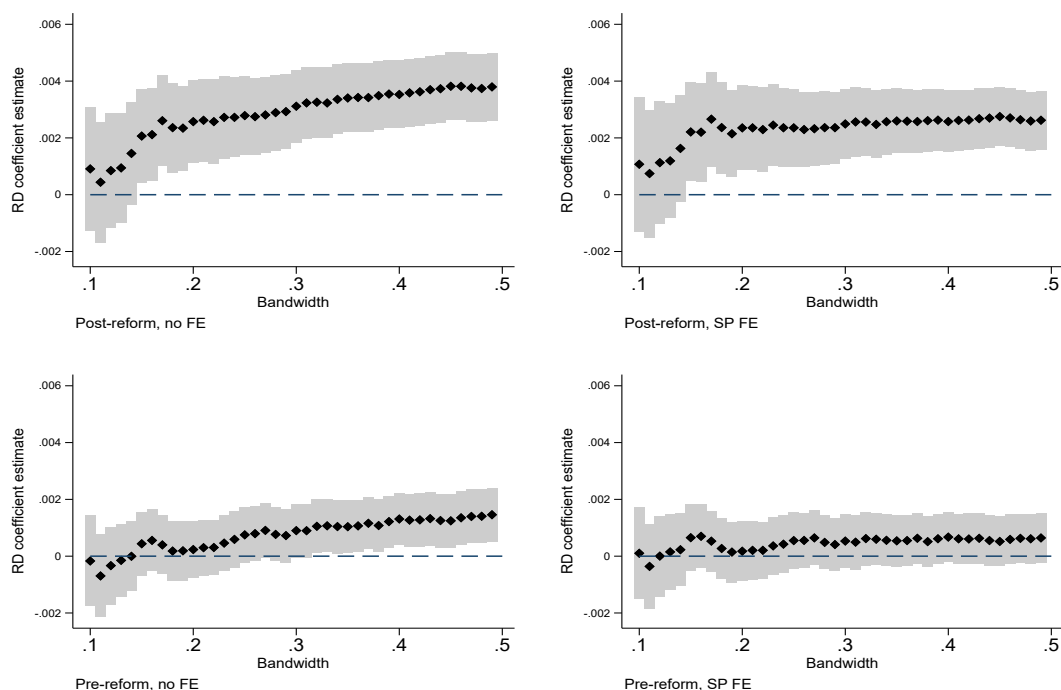 .006
.004
.002
0
-.002
RD coefficient estimate
.1 .2 .3 .4 .5
Bandwidth
Post-reform, no FE
.006
.004
.002
0
-.002
RD coefficient estimate
.1 .2 .3 .4 .5
Bandwidth
Post-reform, SP FE
.006
.004
.002
0
-.002
RD coefficient estimate
.1 .2 .3 .4 .5
Bandwidth
Pre-reform, no FE
.006
.004
.002
0
-.002
RD coefficient estimate
.1 .2 .3 .4 .5
Bandwidth
Pre-reform, SP FE